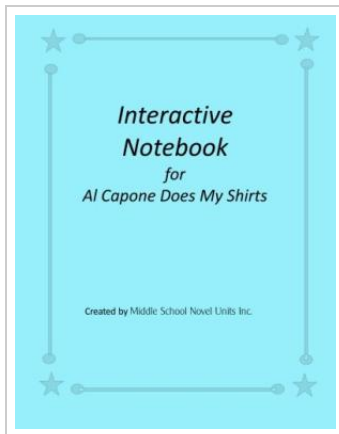 Interactive
Notebook
for
Al Capone Does My Shirts
Created by Middle School Novel Units Inc.